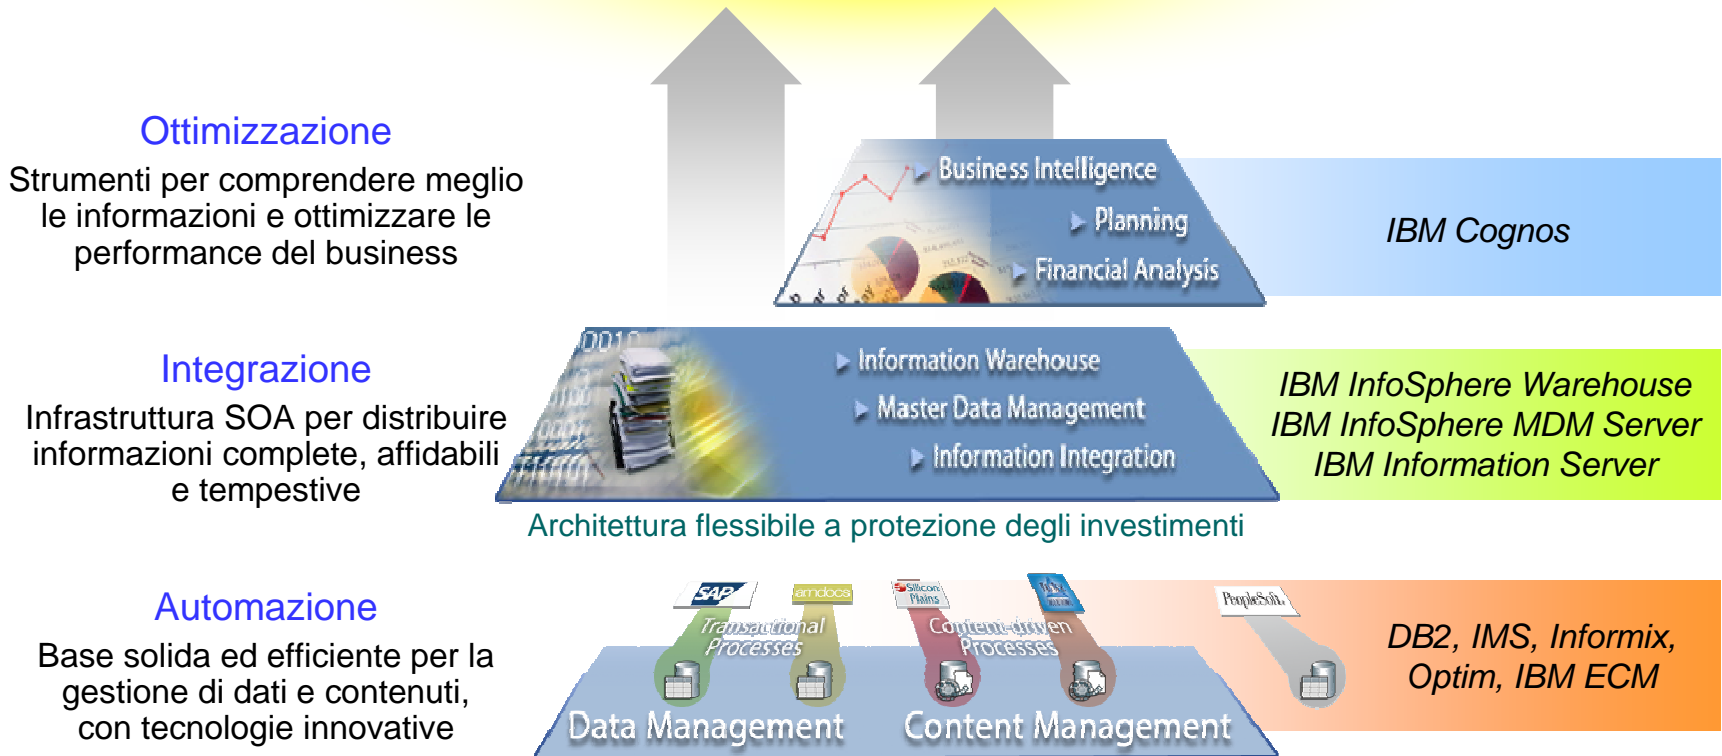 Ottimizzazione
Strumenti per comprendere meglio
le informazioni e ottimizzare le
performance del business
Business Intelligence
Planning
Financial Analysis
IBM Cognos
Integrazione
Infrastruttura SOA per distribuire
informazioni complete, affidabili
e tempestive
Information Warehouse
Master Data Management
Information Integration
IBM InfoSphere Warehouse
IBM InfoSphere MDM Server
IBM Information Server
Architettura flessibile a protezione degli investimenti
Automazione
Base solida ed efficiente per la
gestione di dati e contenuti,
con tecnologie innovative
SAP
amdocs
Silicon
Plains
PeopleSoft.
Transactional
Processes
Content-driven
Processes
Data Management
Content Management
DB2, IMS, Informix,
Optim, IBM ECM